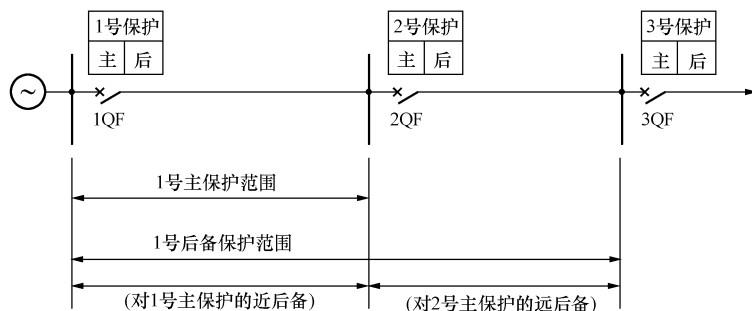 1号保护
主 后
2号保护
主 后
3号保护
主 后
~
1QF
2QF
3QF
1号主保护范围
1号后备保护范围
(对1号主保护的近后备)
(对2号主保护的远后备)